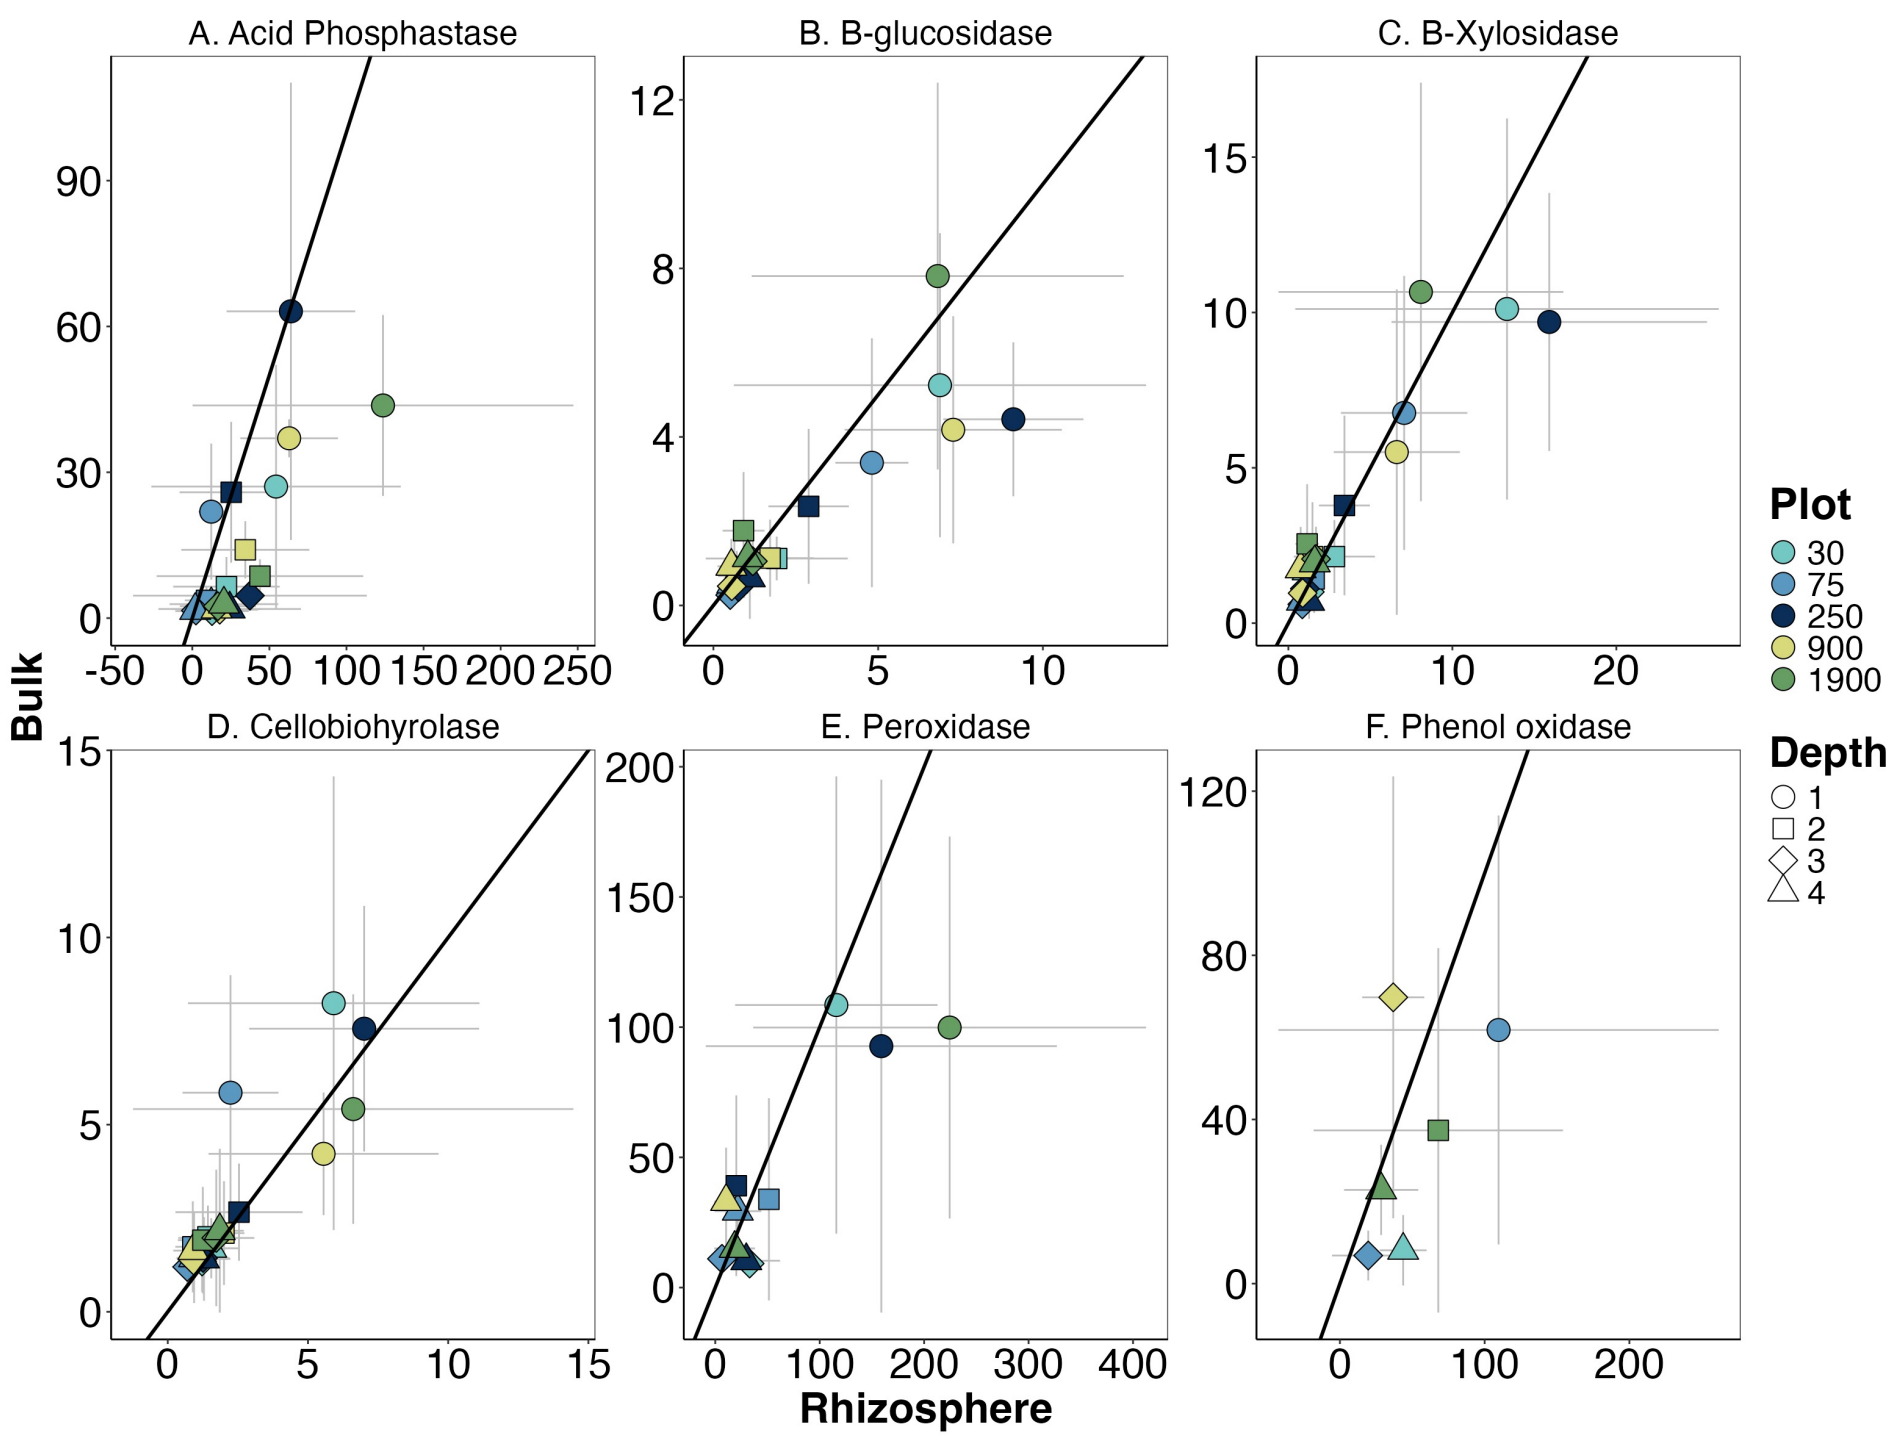 A. Acid Phosphastase
B. B-glucosidase
C. B-Xylosidase
90
60
30
0
-50 0 50 100 150 200 250
12
8
4
0
0 5 10
15
10
5
0
0 10 20
Bulk
D. Cellobiohyrolase
E. Peroxidase
F. Phenol oxidase
15
10
5
0
0 5 10 15
200
150
100
50
0
0 100 200 300 400
120
80
40
0
0 100 200
Rhizosphere
Plot
30
75
250
900
1900
Depth
1
2
3
4